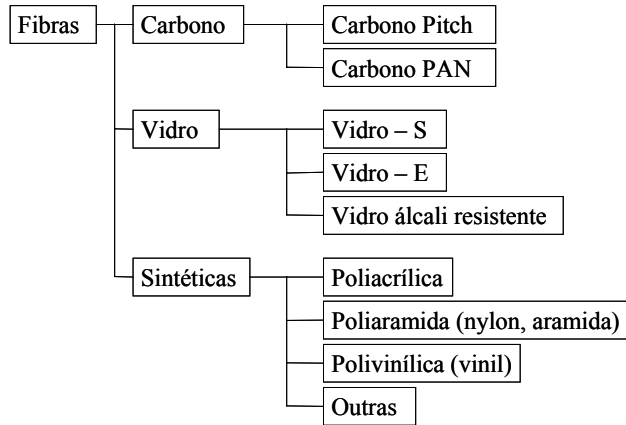 Fibras
Carbono
Carbono Pitch
Carbono PAN
Vidro
Vidro – S
Vidro – E
Vidro álcali resistente
Sintéticas
Poliacrílica
Poliaramida (nylon, aramida)
Polivinílica (vinil)
Outras